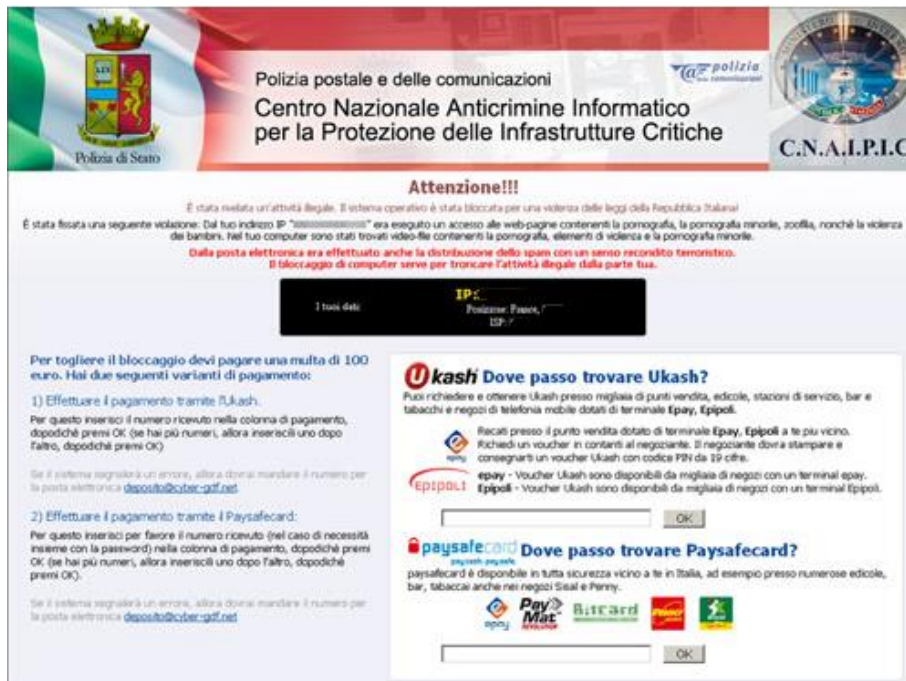 Polizia di Stato
Polizia postale e delle comunicazioni
Centro Nazionale Anticrimine Informatico
per la Protezione delle Infrastrutture Critiche
polizia
C.N.A.I.P.I.C
Attenzione!!!
È stata rivelata un'attività illegale. Il sistema operativo è stata bloccata per una violenza delle leggi della Repubblica Italiana!
È stata fissata una seguente violazione. Dal tuo indirizzo IP " " era eseguito un accesso alle web-pagine contenenti la pornografia, la pornografia minorile, zoofilia, nonchè la violenza
dei bambini. Nel tuo computer sono stati trovati video-file contenenti la pornografia, elementi di violenza e la pornografia minorile.
Dalla posta elettronica era effettuato anche la distribuzione dello spam con un senso recondito terroristico.
Il bloccaggio di computer serve per troncare l'attività illegale dalla parte tua.
I tuoi dati:
IP:
Posizione: France,
ISP:
Per togliere il bloccaggio devi pagare una multa di 100
euro. Hai due seguenti varianti di pagamento:
1) Effettuare il pagamento tramite l'Ukash.
Per questo inserisci il numero ricevuto nella colonna di pagamento,
dopodichè premi OK (se hai più numeri, allora inseriscili uno dopo
l'altro, dopodichè premi OK)
Se il sistema segnalerà un errore, allora dovrai mandare il numero per
la posta elettronica deposito@cyber-gdf.net
2) Effettuare il pagamento tramite il Paysafecard:
Per questo inserisci per favore il numero ricevuto (nel caso di necessità
insieme con la password) nella colonna di pagamento, dopodichè premi
OK (se hai più numeri, allora inseriscili uno dopo l'altro, dopodichè
premi OK).
Se il sistema segnalerà un errore, allora dovrai mandare il numero per
la posta elettronica deposito@cyber-gdf.net
Ukash Dove passo trovare Ukash?
Puoi richiedere e ottenere Ukash presso migliaia di punti vendita, edicole, stazioni di servizio, bar e
tabacchi e negozi di telefonia mobile dotati di terminale Epay, Epipoli.
epay
Recati presso il punto vendita dotato di terminale Epay, Epipoli a te piu vicino.
Richiedi un voucher in contanti al negoziante. Il negoziante dovra stampare e
consegnarti un voucher Ukash con codice PIN da 19 cifre.
EPIPOLI
epay - Voucher Ukash sono disponibili da migliaia di negozi con un terminal epay.
Epipoli - Voucher Ukash sono disponibili da migliaia di negozi con un terminal Epipoli.
OK
paysafecard Dove passo trovare Paysafecard?
pay cash. pay safe.
paysafecard è disponibile in tutta sicurezza vicino a te in Italia, ad esempio presso numerose edicole,
bar, tabaccai anche nei negozi Sisal e Penny.
epay
Pay Mat
Bitcard
OK